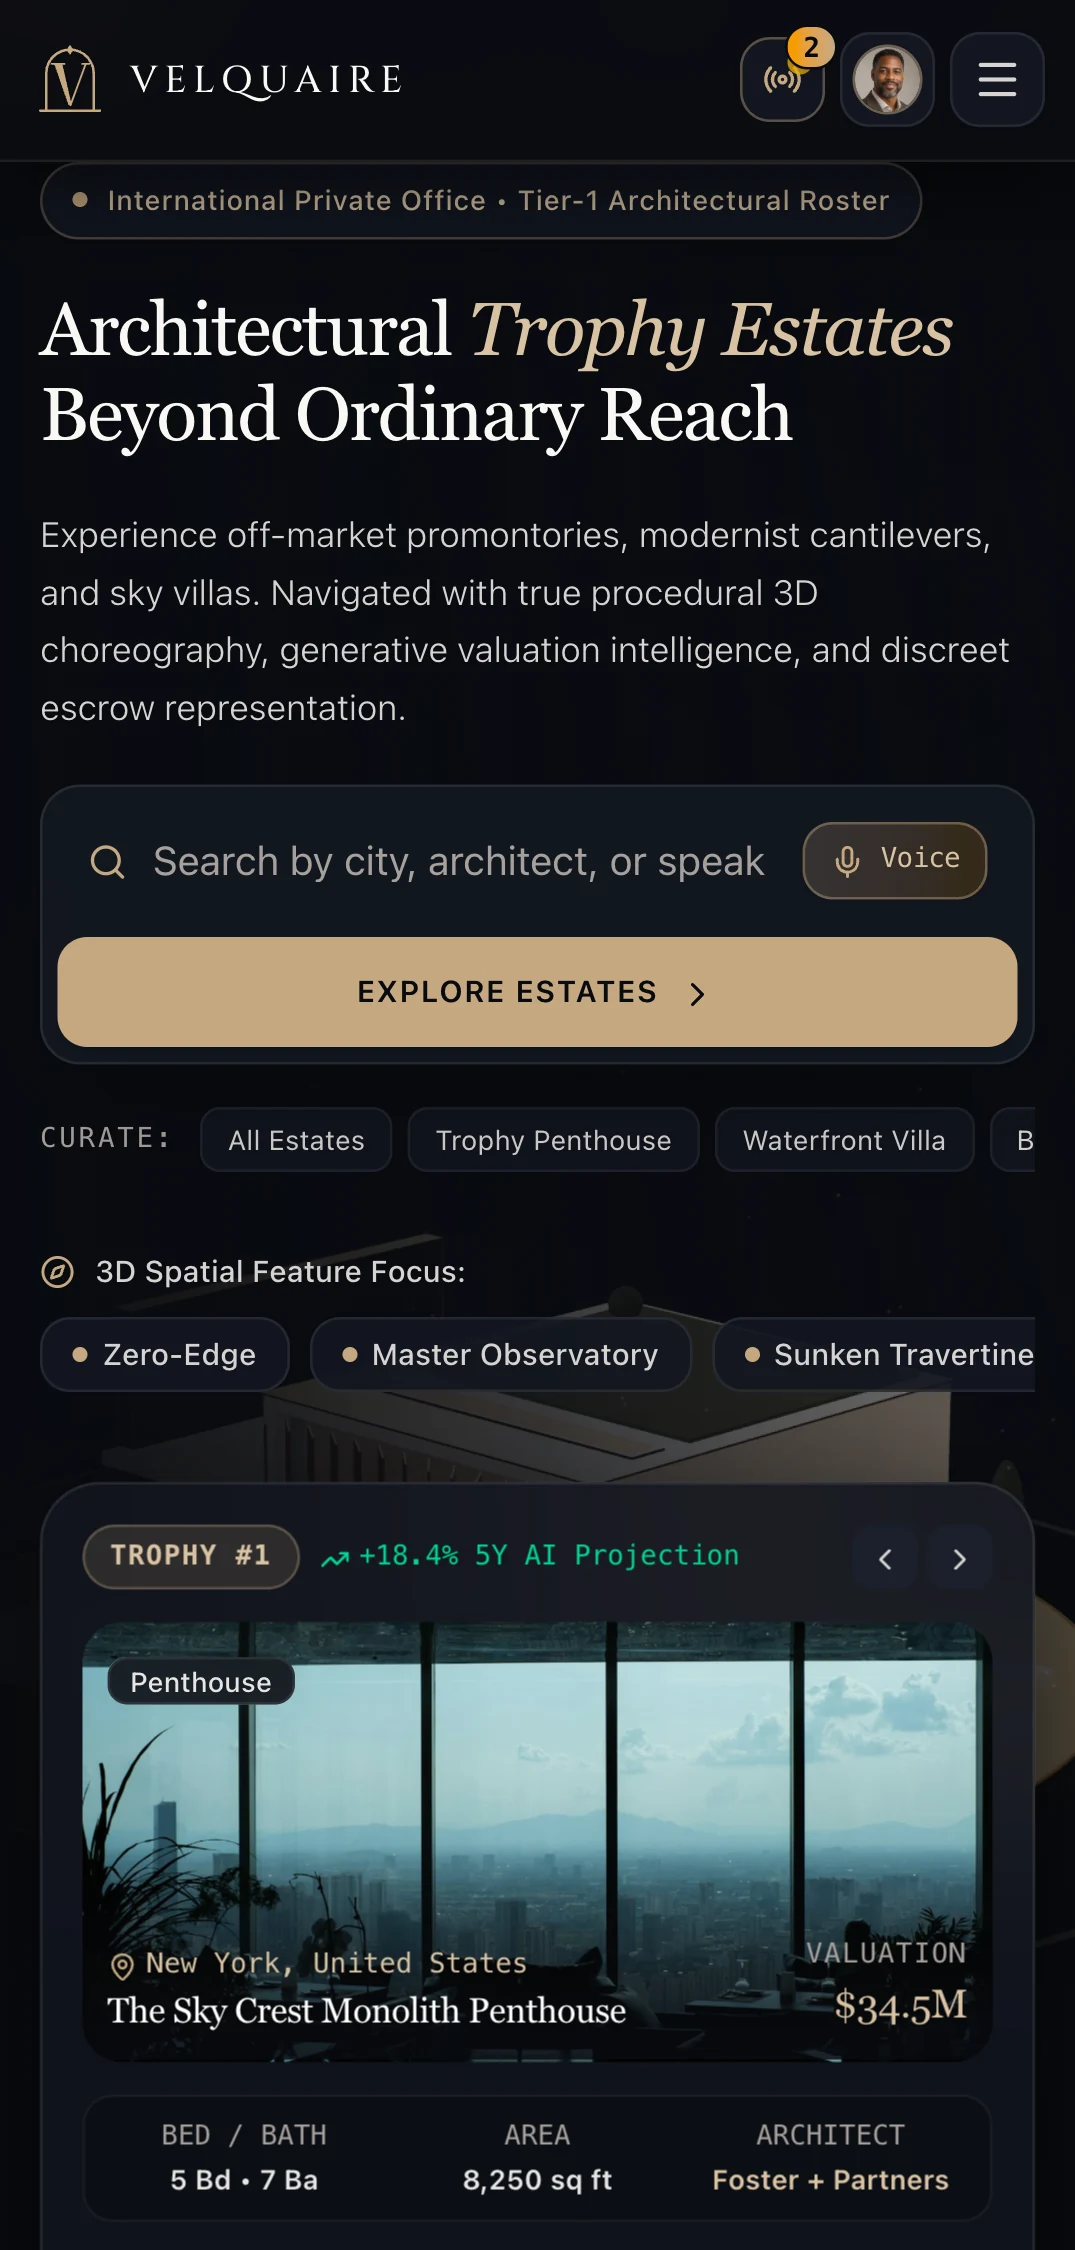 VELQUAIRE
2
International Private Office • Tier-1 Architectural Roster
Architectural Trophy Estates
Beyond Ordinary Reach
Experience off-market promontories, modernist cantilevers,
and sky villas. Navigated with true procedural 3D
choreography, generative valuation intelligence, and discreet
escrow representation.
Search by city, architect, or speak
Voice
EXPLORE ESTATES
CURATE:
All Estates
Trophy Penthouse
Waterfront Villa
B
3D Spatial Feature Focus:
Zero-Edge
Master Observatory
Sunken Travertine
TROPHY #1
+18.4% 5Y AI Projection
Penthouse
New York, United States
The Sky Crest Monolith Penthouse
VALUATION
$34.5M
BED / BATH
5 Bd • 7 Ba
AREA
8,250 sq ft
ARCHITECT
Foster + Partners